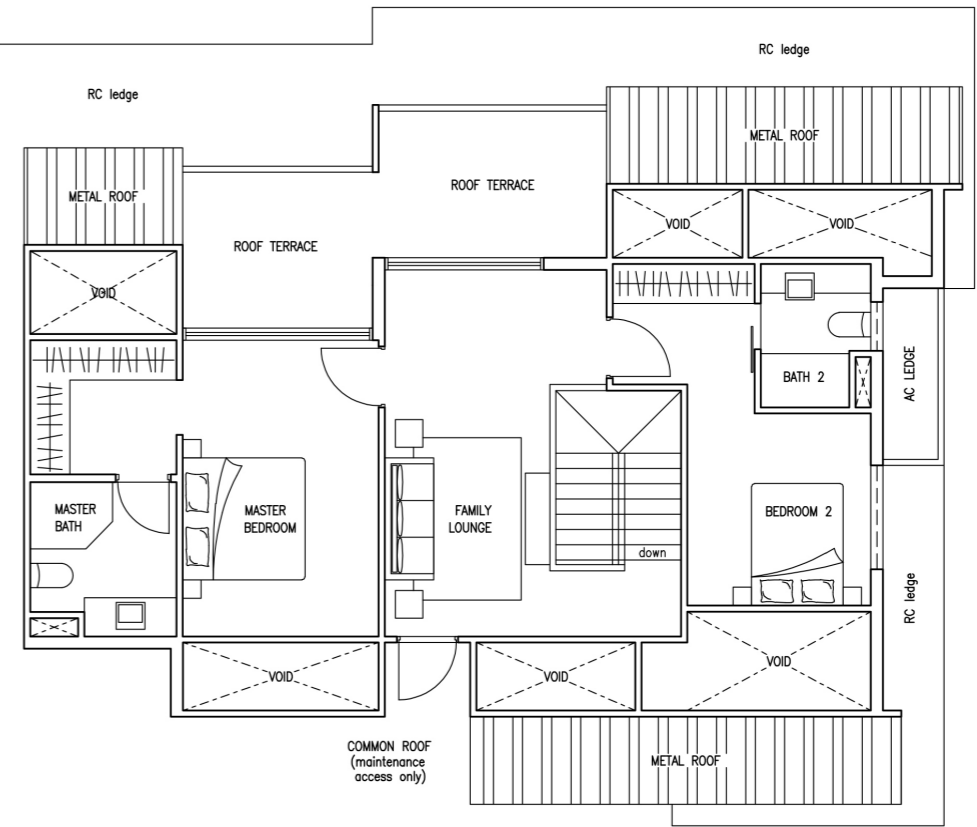 RC ledge
RC ledge
METAL ROOF
METAL ROOF
ROOF TERRACE
ROOF TERRACE
VOID
VOID
VOID
BATH 2
AC LEDGE
MASTER
BATH
MASTER
BEDROOM
FAMILY
LOUNGE
BEDROOM 2
down
RC ledge
VOID
VOID
VOID
COMMON ROOF
(maintenance
access only)
METAL ROOF